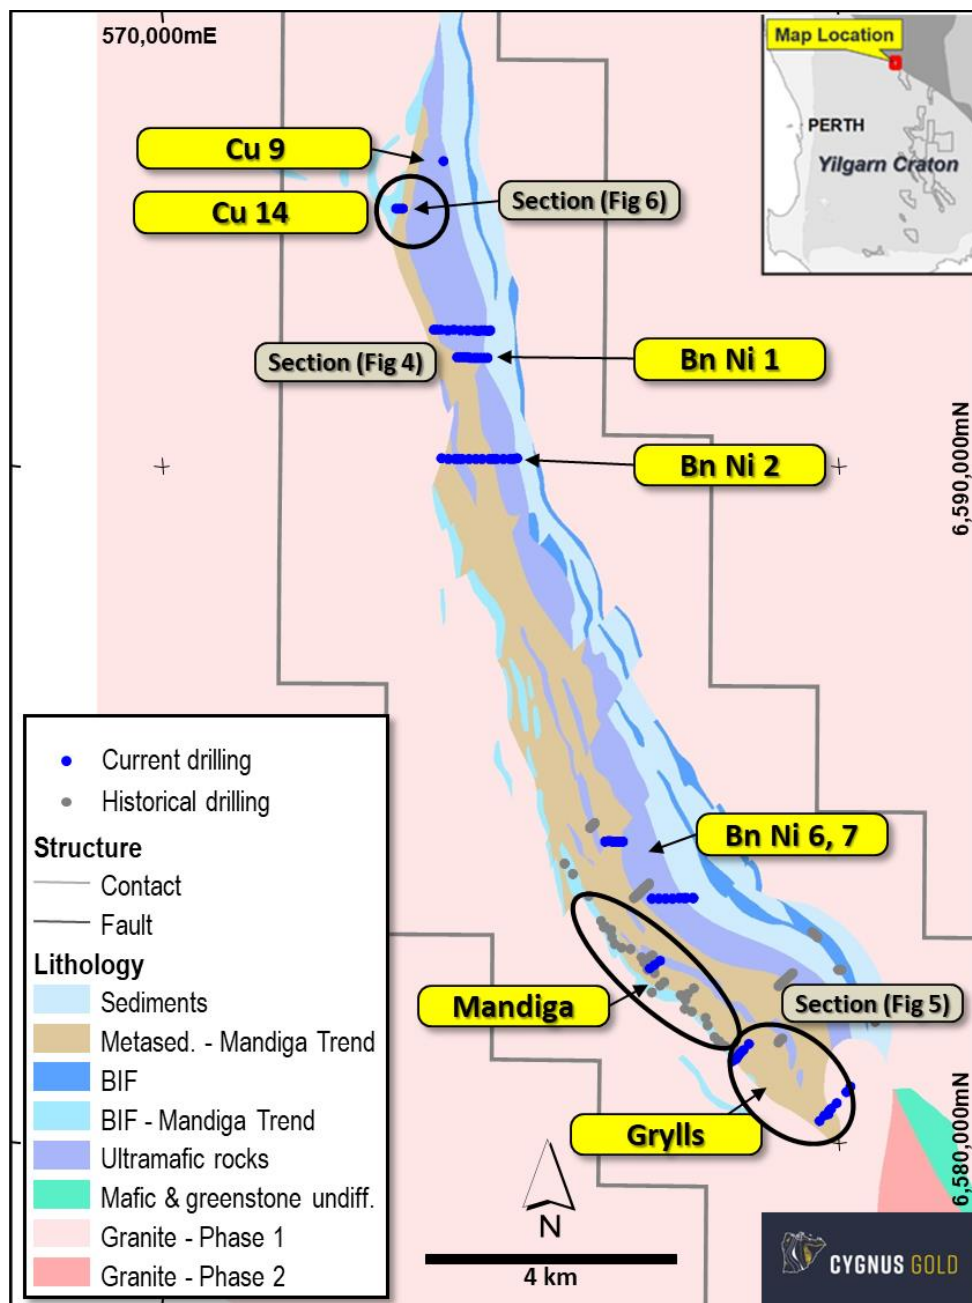 570,000mE
Map Location
PERTH
Yilgarn Craton
Cu 9
Cu 14
Section (Fig 6)
Section (Fig 4)
Bn Ni 1
Bn Ni 2
6,590,000mN
Bn Ni 6, 7
Mandiga
Section (Fig 5)
Grylls
6,580,000mN
Current drilling
Historical drilling
Structure
Contact
Fault
Lithology
Sediments
Metased. - Mandiga Trend
BIF
BIF - Mandiga Trend
Ultramafic rocks
Mafic & greenstone undiff.
Granite - Phase 1
Granite - Phase 2
N
4 km
CYGNUS GOLD